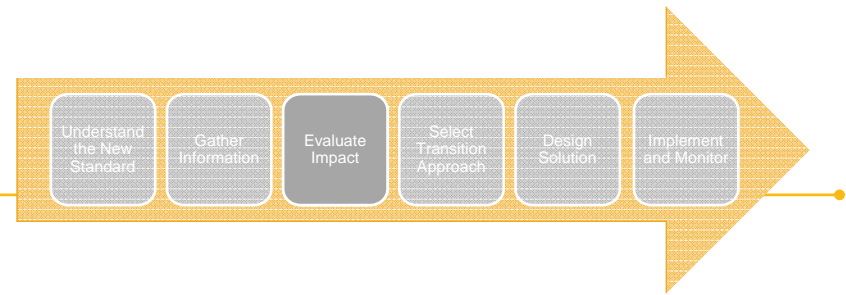 Understand
the New
Standard
Gather
Information
Evaluate
Impact
Select
Transition
Approach
Design
Solution
Implement
and Monitor